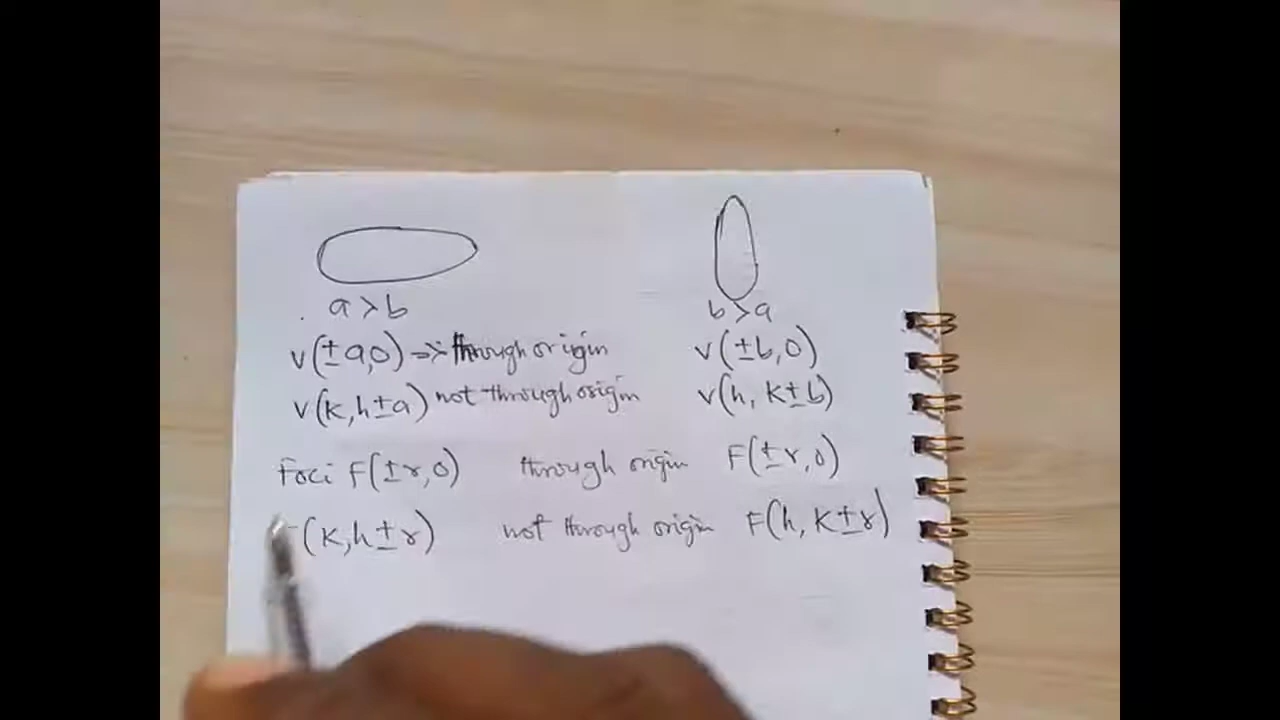 a > b b > a
V(±a,0) => through origin V(±b,0)
V(K,h±a) not through origin V(h, K±b)
Foci F(±r,0) through origin F(±r,0)
(K,h±r) not through origin F(h, K±r)